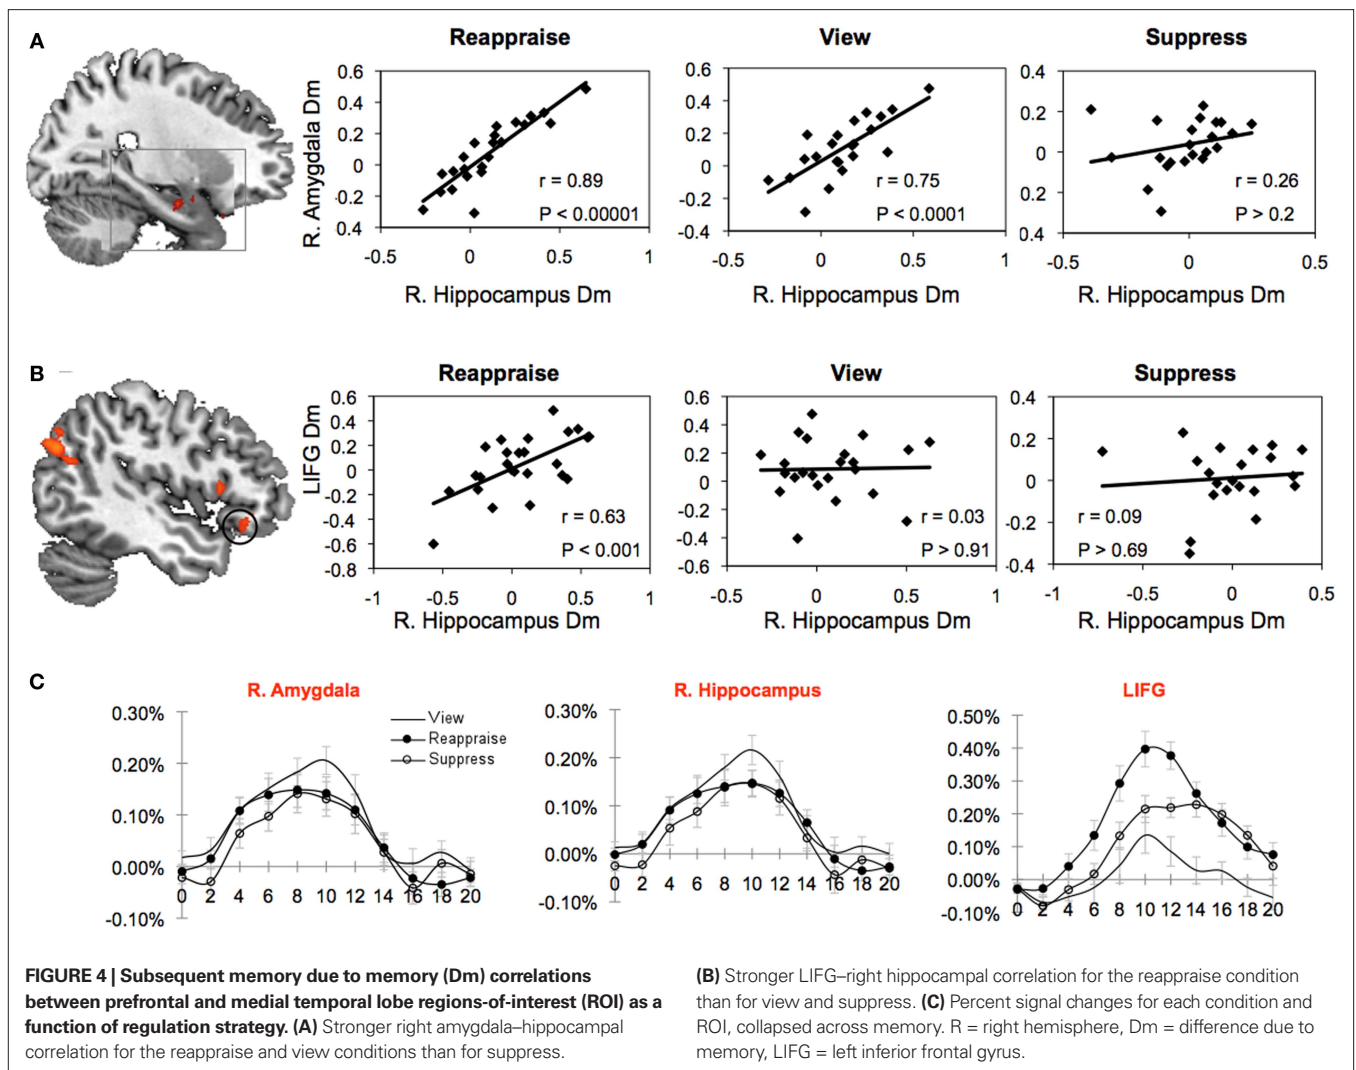 A
Reappraise
View
Suppress
R. Amygdala Dm
0.6
0.4
0.2
0
-0.2
0.4
-0.5
0
0.5
1
r = 0.89
P < 0.00001
R. Hippocampus Dm
0.6
0.4
0.2
0
-0.2
-0.4
-0.5
0
0.5
1
r = 0.75
P < 0.0001
R. Hippocampus Dm
0.4
0.2
0
0.2
0.4
-0.5
0
0.5
r = 0.26
P > 0.2
R. Hippocampus Dm
B
Reappraise
View
Suppress
LIFG Dm
0.6
0.4
0.2
0
-0.2
-0.4
-0.6
-0.8
-1
-0.5
0
0.5
1
r = 0.63
P < 0.001
R. Hippocampus Dm
0.6
0.4
0.2
0
-0.2
-0.4
-0.6
-0.5
0
0.5
1
r = 0.03
P > 0.91
R. Hippocampus Dm
0.4
0.2
0
-0.2
-0.4
-1
-0.5
0
0.5
r = 0.09
P > 0.69
R. Hippocampus Dm
C
R. Amygdala
0.30%
0.20%
0.10%
0.00%
-0.10%
0 2 4 6 8 10 12 14 16 18 20
View
Reappraise
Suppress
R. Hippocampus
0.30%
0.20%
0.10%
0.00%
-0.10%
0 2 4 6 8 10 12 14 16 18 20
LIFG
0.50%
0.40%
0.30%
0.20%
0.10%
0.00%
-0.10%
0 2 4 6 8 10 12 14 16 18 20
FIGURE 4 | Subsequent memory due to memory (Dm) correlations
between prefrontal and medial temporal lobe regions-of-interest (ROI) as a
function of regulation strategy. (A) Stronger right amygdala–hippocampal
correlation for the reappraise and view conditions than for suppress.
(B) Stronger LIFG–right hippocampal correlation for the reappraise condition
than for view and suppress. (C) Percent signal changes for each condition and
ROI, collapsed across memory. R = right hemisphere, Dm = difference due to
memory, LIFG = left inferior frontal gyrus.